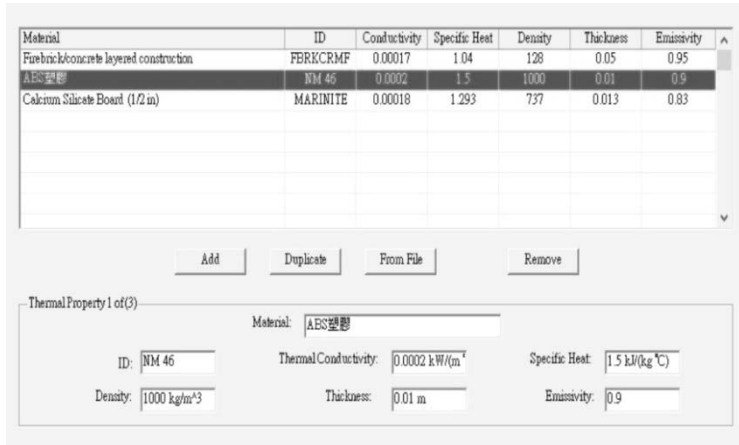 Material ID Conductivity Specific Heat Density Thickness Emissivity
Firebrick/concrete layered construction FBRKCRMF 0.00017 1.04 128 0.05 0.95
ABS塑膠 NM 46 0.0002 1.5 1000 0.01 0.9
Calcium Silicate Board (1/2 in) MARINITE 0.00018 1.293 737 0.013 0.83
Add Duplicate From File Remove
Thermal Property 1 of(3)
Material: ABS塑膠
ID: NM 46 Thermal Conductivity: 0.0002 kW/(m° Specific Heat: 1.5 kJ/(kg °C)
Density: 1000 kg/m^3 Thickness: 0.01 m Emissivity: 0.9